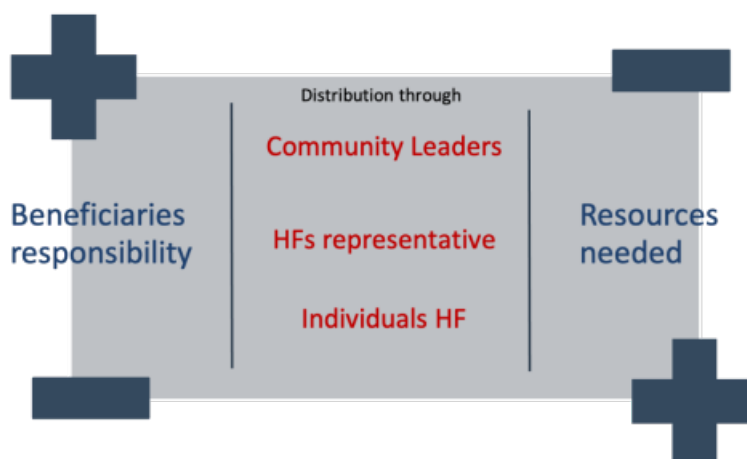 Distribution through
Community Leaders
Beneficiaries
responsibility
HFs representative
Resources
needed
Individuals HF